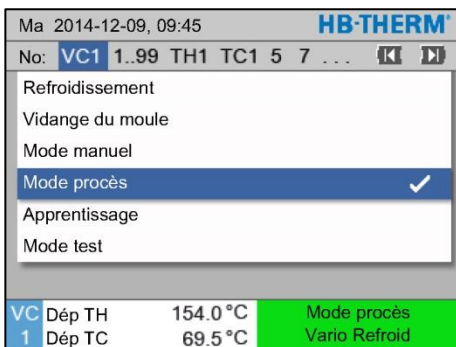 Ma 2014-12-09, 09:45 HB-THERM®
No: VC1 1..99 TH1 TC1 5 7 ...
Refroidissement
Vidange du moule
Mode manuel
Mode procès
Apprentissage
Mode test
VC Dép TH 154.0 °C Mode procès
1 Dép TC 69.5 °C Vario Refroid